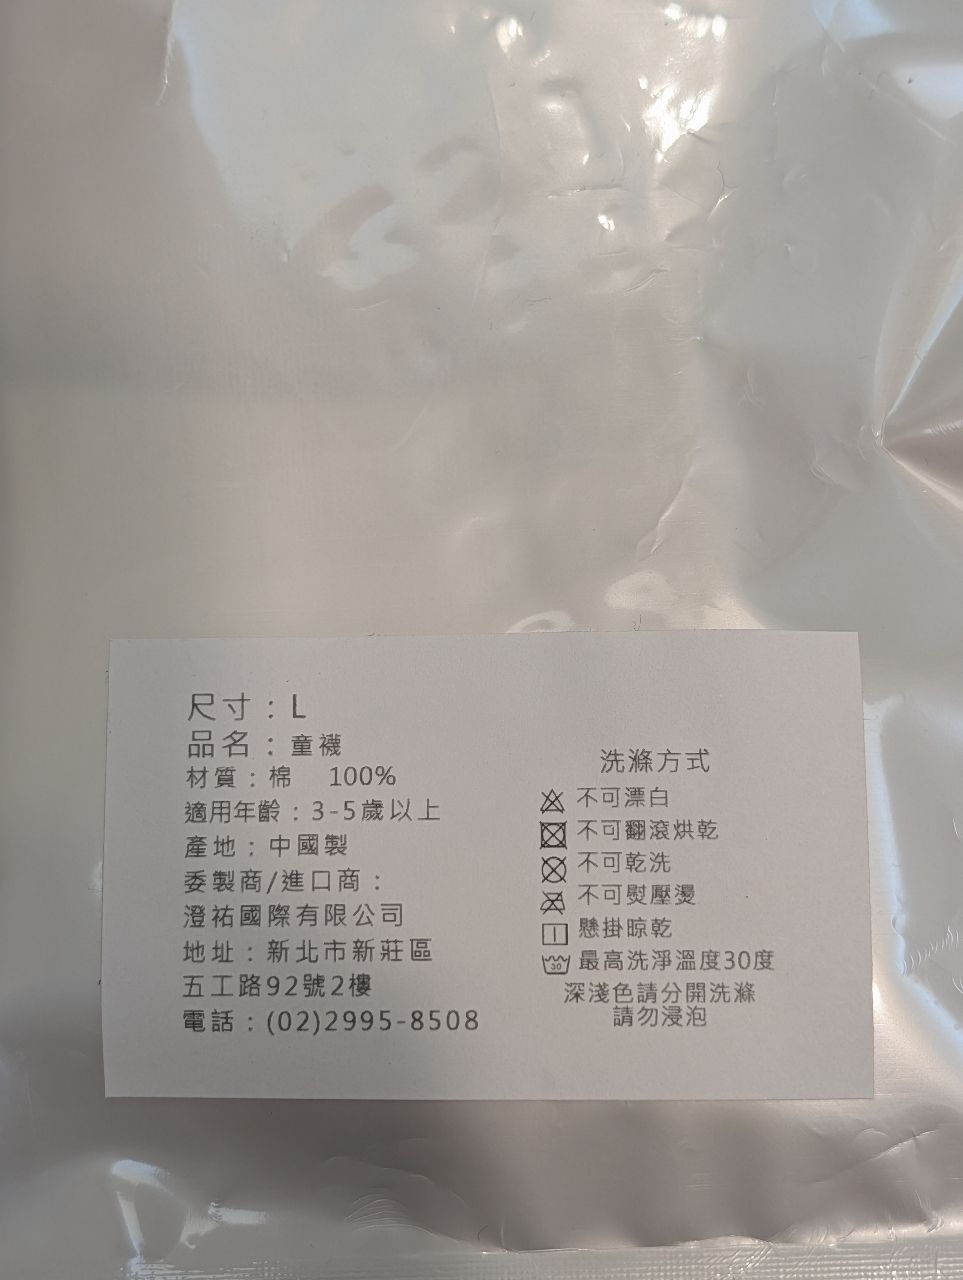 尺寸：L
品名：童襪
材質：棉 100%
適用年齡：3-5歲以上
產地：中國製
委製商/進口商：
澄祐國際有限公司
地址：新北市新莊區
五工路92號2樓
電話：(02)2995-8508
洗滌方式
不可漂白
不可翻滾烘乾
不可乾洗
不可熨壓燙
懸掛晾乾
30 最高洗淨溫度30度
深淺色請分開洗滌
請勿浸泡